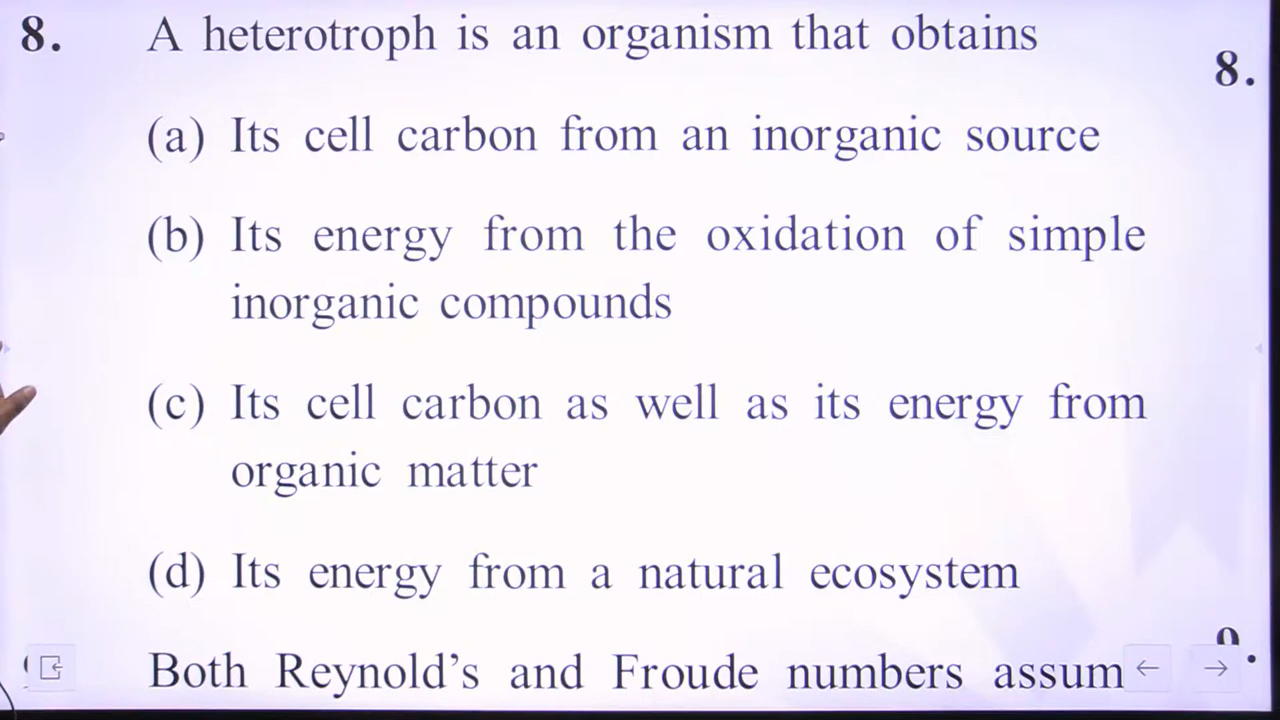 8. A heterotroph is an organism that obtains
8.
(a) Its cell carbon from an inorganic source
(b) Its energy from the oxidation of simple
inorganic compounds
(c) Its cell carbon as well as its energy from
organic matter
(d) Its energy from a natural ecosystem
Both Reynold's and Froude numbers assum